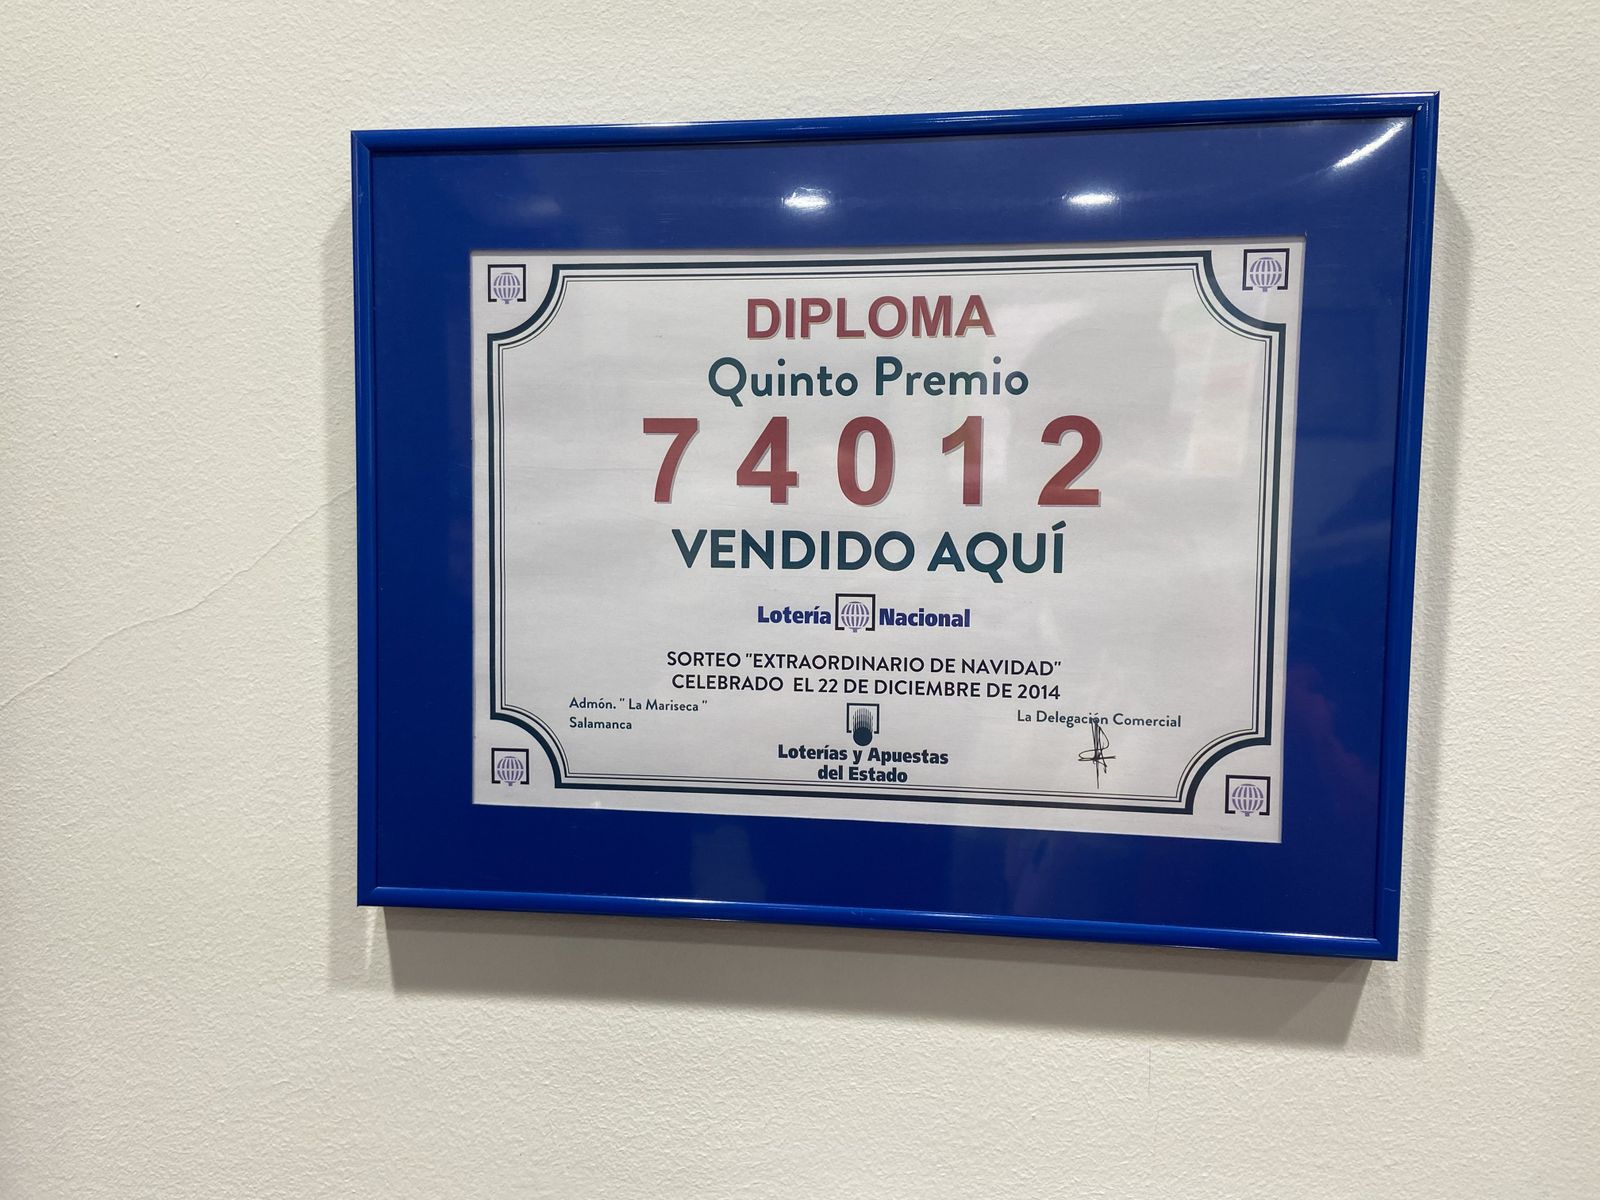 DIPLOMA
Quinto Premio
74012
VENDIDO AQUÍ
Lotería Nacional
SORTEO "EXTRAORDINARIO DE NAVIDAD"
CELEBRADO EL 22 DE DICIEMBRE DE 2014
Admón. " La Mariseca "
Salamanca
La Delegación Comercial
Loterías y Apuestas
del Estado